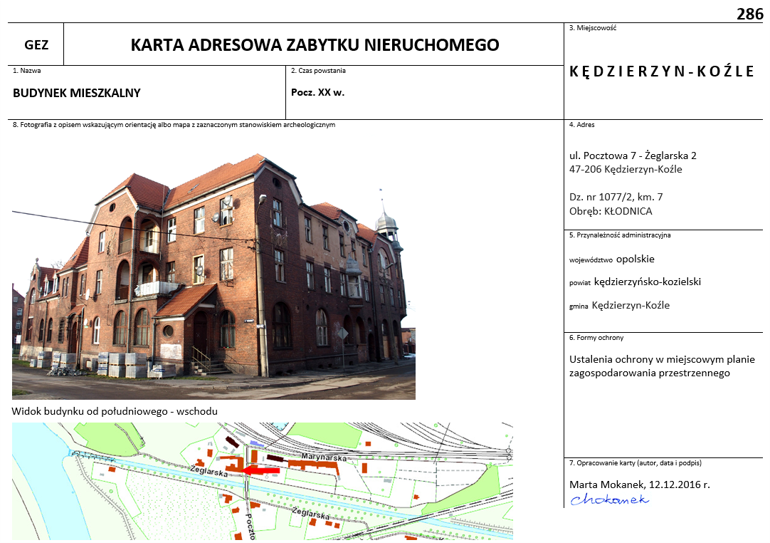 286
GEZ
KARTA ADRESOWA ZABYTKU NIERUCHOMEGO
1. Nazwa
BUDYNEK MIESZKALNY
2. Czas powstania
Pocz. XX w.
3. Miejscowość
KĘDZIERZYN-KOŹLE
8. Fotografia z opisem wskazującym orientację albo mapa z zaznaczonym stanowiskiem archeologicznym
Widok budynku od południowego - wschodu
Marynarska
Żeglarska
Żeglarska
Poczto
4. Adres
ul. Pocztowa 7 - Żeglarska 2
47-206 Kędzierzyn-Koźle
Dz. nr 1077/2, km. 7
Obręb: KŁODNICA
5. Przynależność administracyjna
województwo opolskie
powiat kędzierzyńsko-kozielski
gmina Kędzierzyn-Koźle
6. Formy ochrony
Ustalenia ochrony w miejscowym planie
zagospodarowania przestrzennego
7. Opracowanie karty (autor, data i podpis)
Marta Mokanek, 12.12.2016 r.